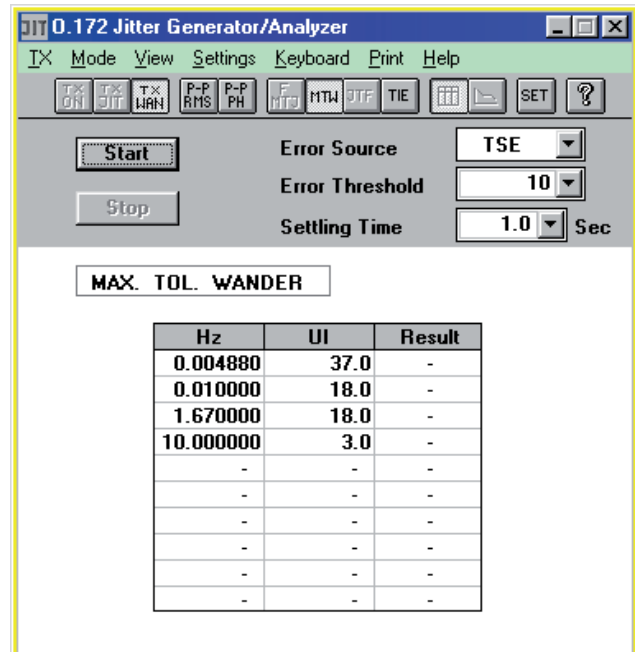 JIT 0.172 Jitter Generator/Analyzer
TX Mode View Settings Keyboard Print Help
TX ON TX JIT TX WAN P-P RMS P-P PH F MTJ MTW JTF TIE SET ?
Start Error Source TSE
Error Threshold 10
Stop
Settling Time 1.0 Sec
MAX. TOL. WANDER
Hz UI Result
0.004880 37.0 -
0.010000 18.0 -
1.670000 18.0 -
10.000000 3.0 -
- - -
- - -
- - -
- - -
- - -
- - -